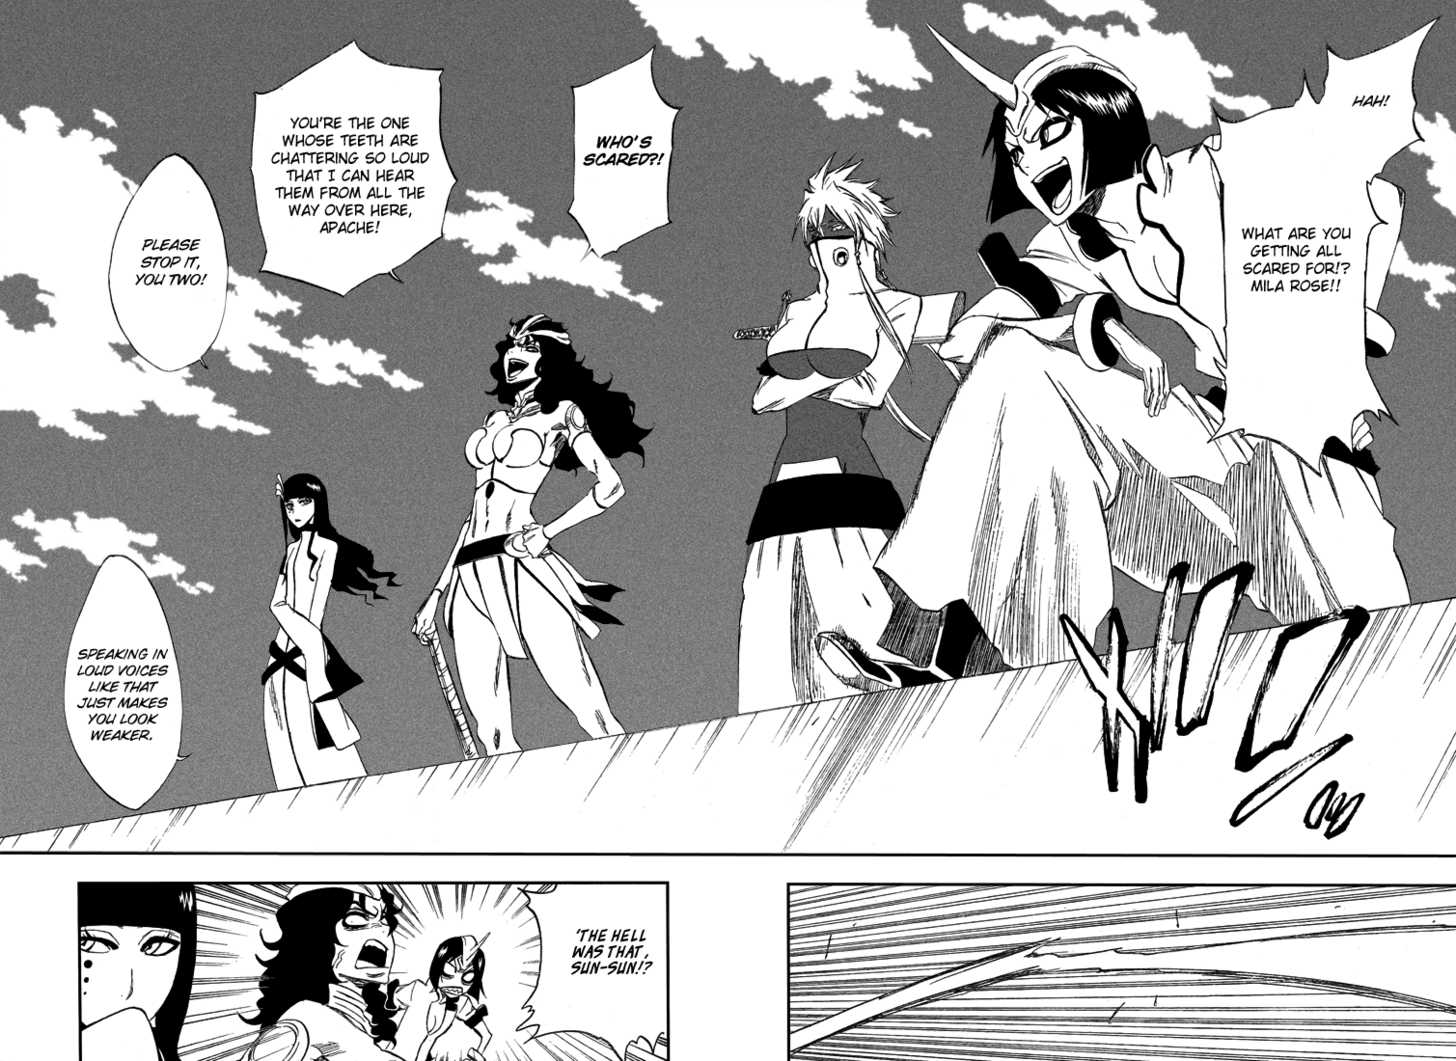 HAH!
WHAT ARE YOU
GETTING ALL
SCARED FOR!?
MILA ROSE!!
WHO'S
SCARED?!
YOU'RE THE ONE
WHOSE TEETH ARE
CHATTERING SO LOUD
THAT I CAN HEAR
THEM FROM ALL THE
WAY OVER HERE,
APACHE!
PLEASE
STOP IT,
YOU TWO!
SPEAKING IN
LOUD VOICES
LIKE THAT
JUST MAKES
YOU LOOK
WEAKER.
'THE HELL
WAS THAT,
SUN-SUN!?